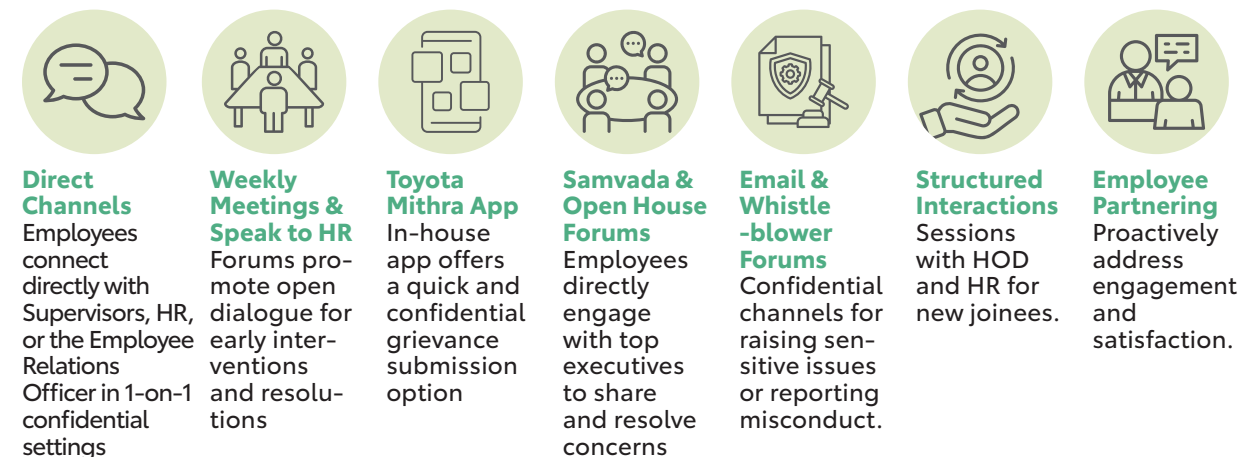 Direct
Channels
Employees
connect
directly with
Supervisors, HR,
or the Employee
Relations
Officer in 1-on-1
confidential
settings
Weekly
Meetings &
Speak to HR
Forums pro-
mote open
dialogue for
early inter-
ventions
and resolu-
tions
Toyota
Mithra App
In-house
app offers
a quick and
confidential
grievance
submission
option
Samvada &
Open House
Forums
Employees
directly
engage
with top
executives
to share
and resolve
concerns
Email &
Whistle
-blower
Forums
Confidential
channels for
raising sen-
sitive issues
or reporting
misconduct.
Structured
Interactions
Sessions
with HOD
and HR for
new joinees.
Employee
Partnering
Proactively
address
engagement
and
satisfaction.